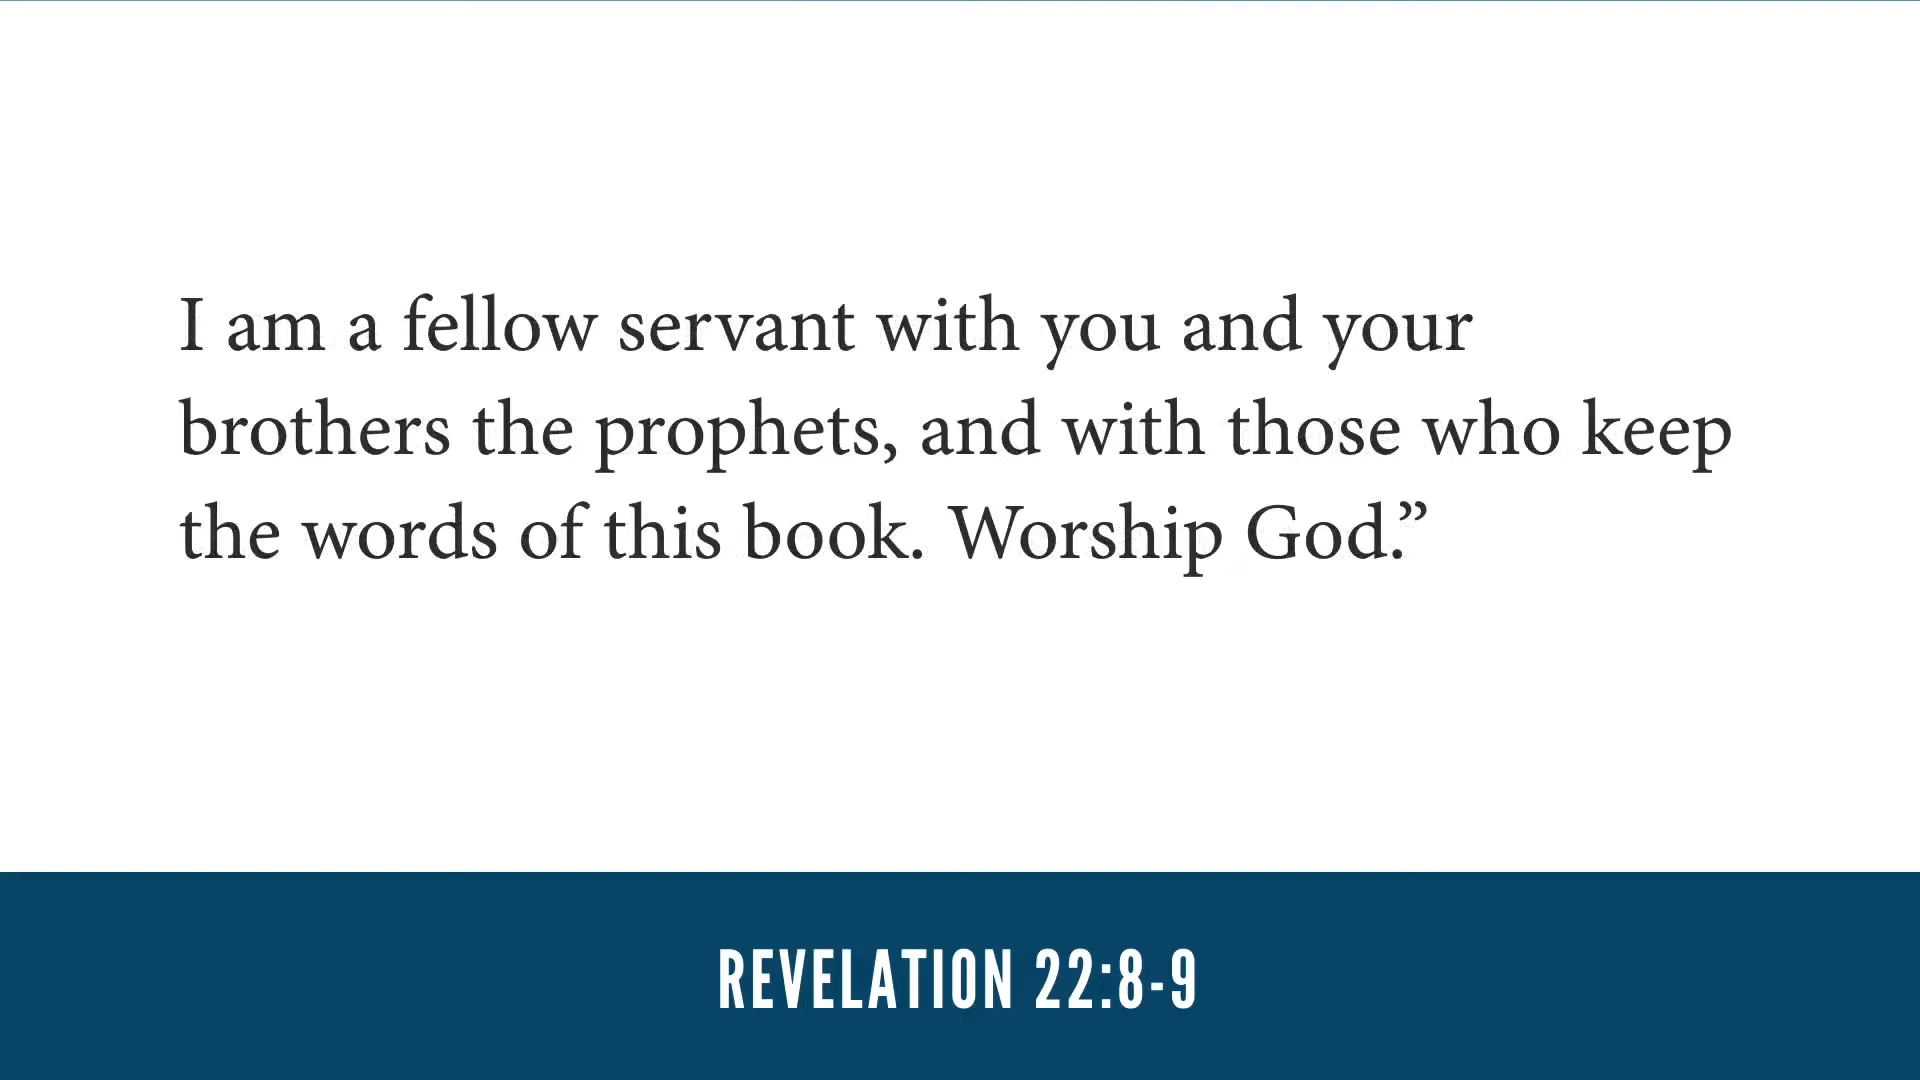 I am a fellow servant with you and your
brothers the prophets, and with those who keep
the words of this book. Worship God.”
REVELATION 22:8-9